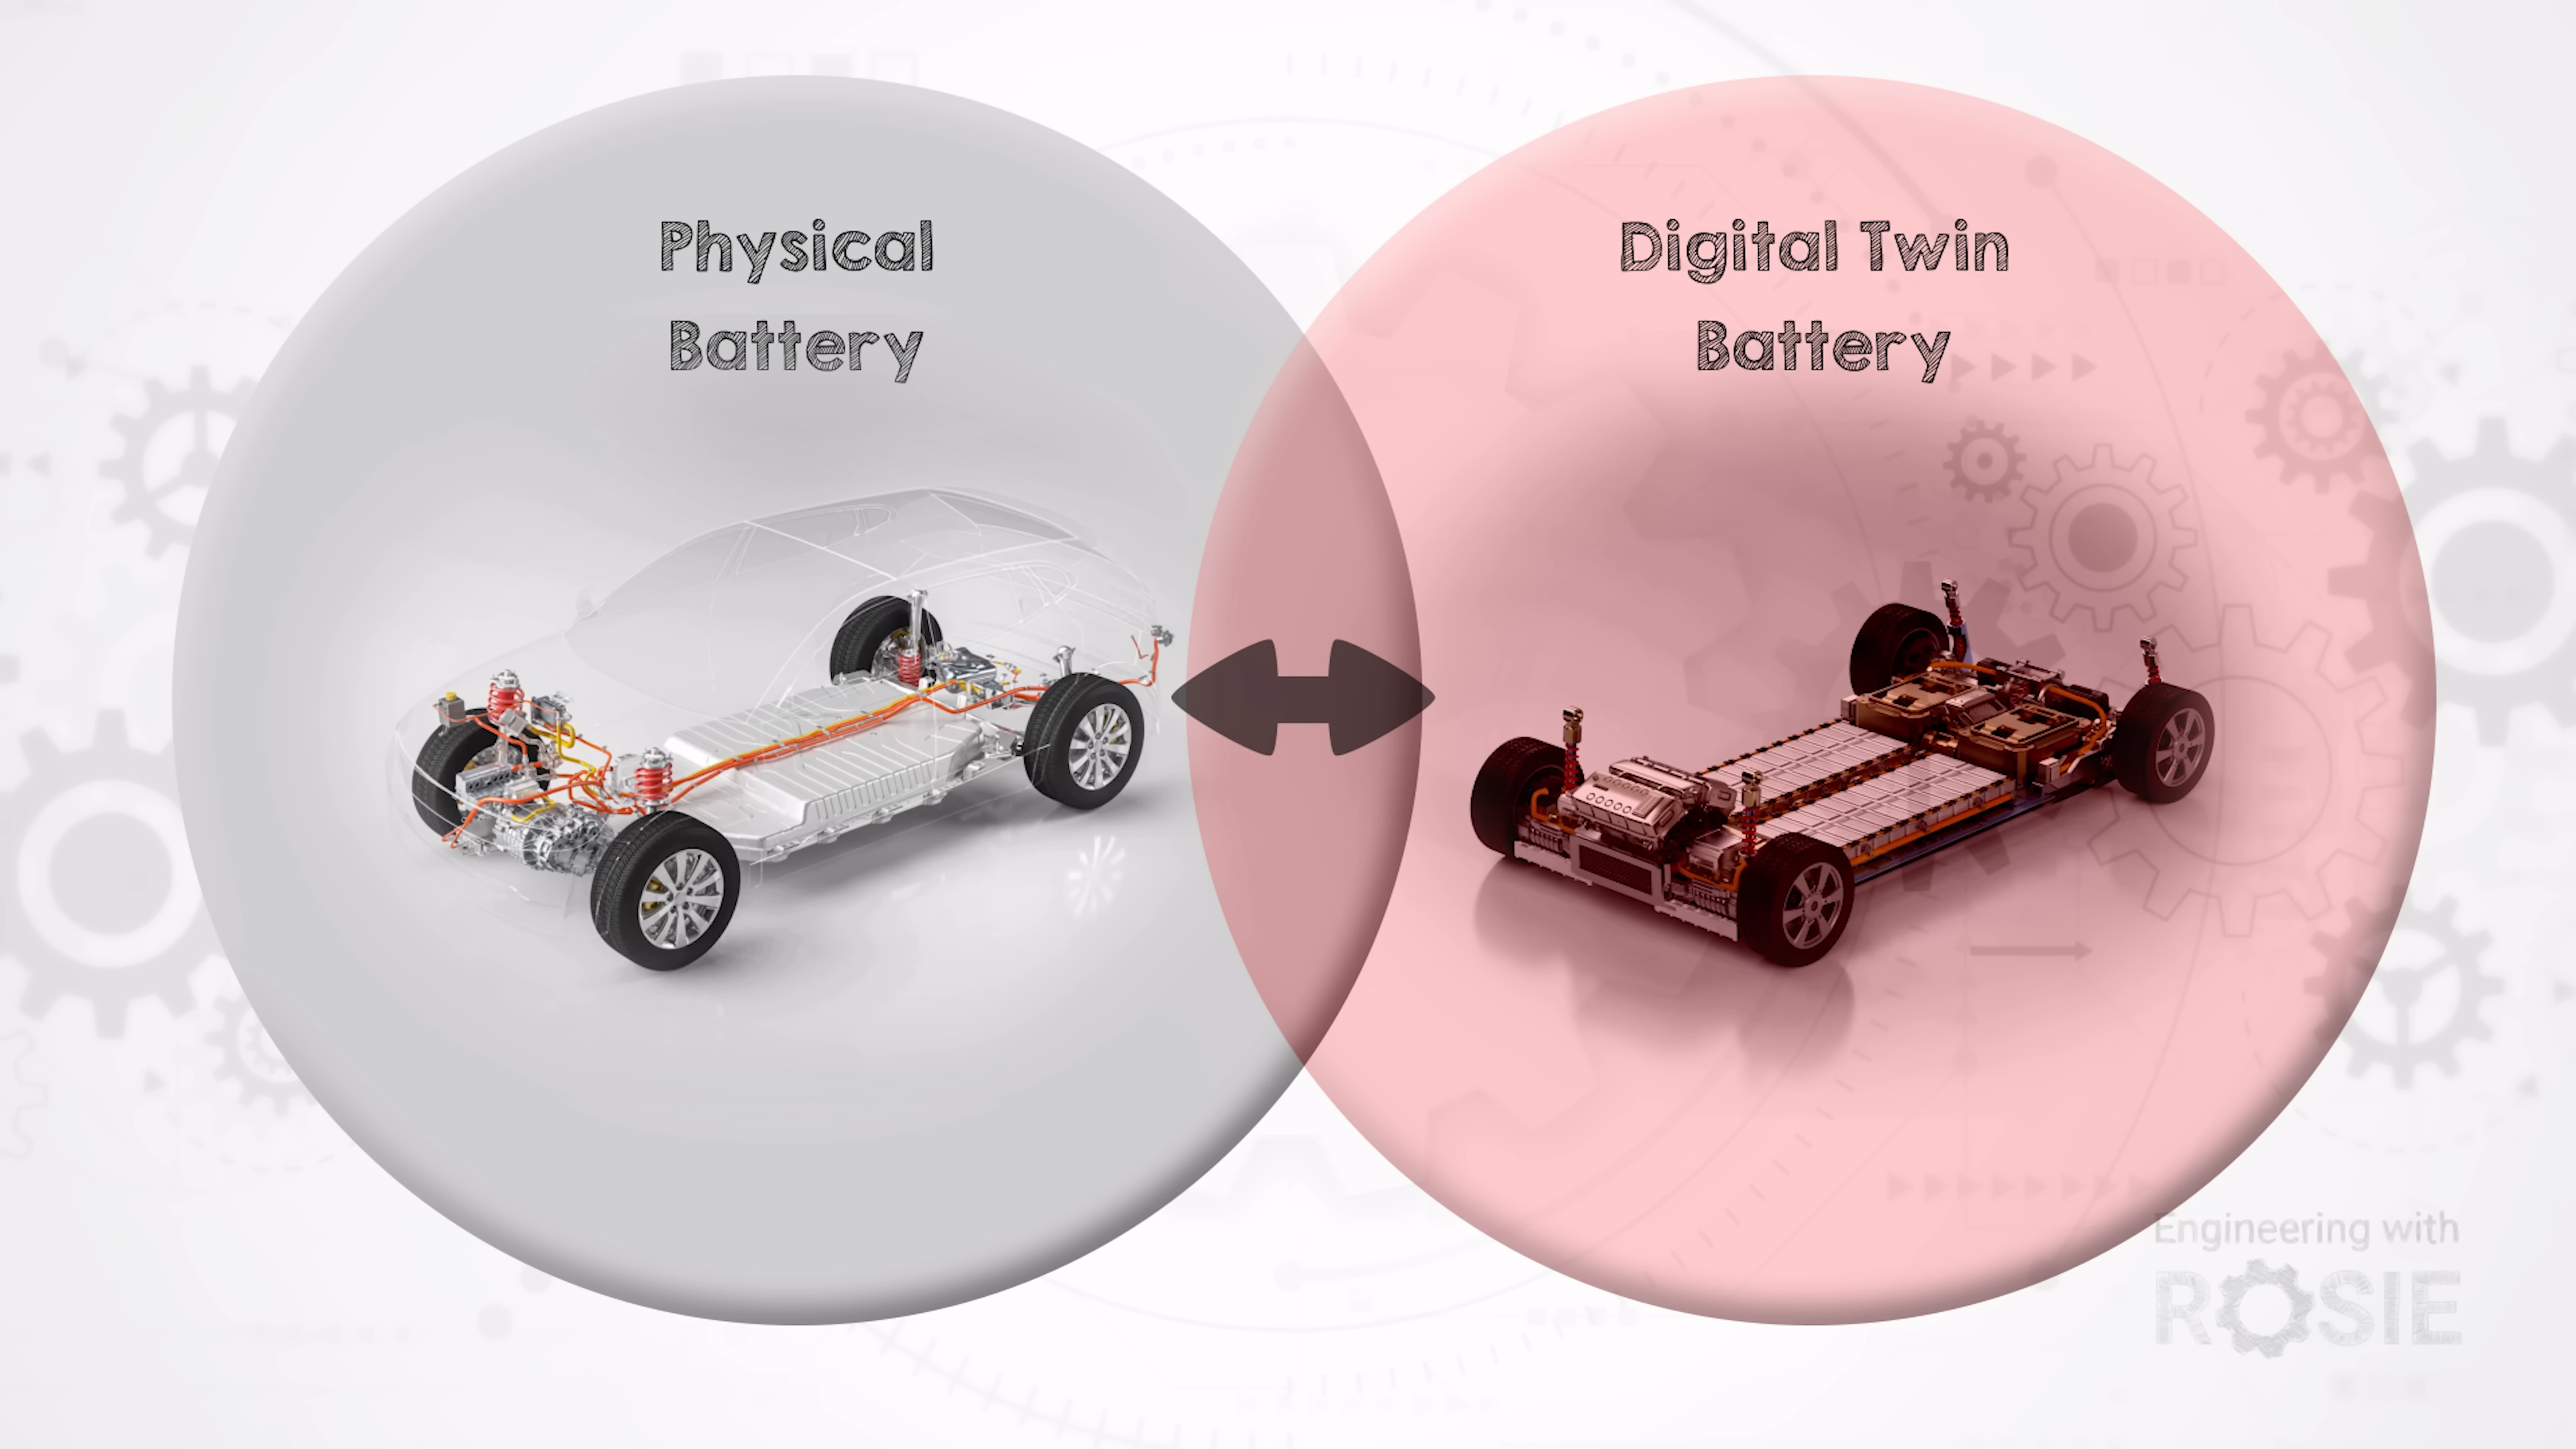 Physical
Battery
Digital Twin
Battery
Engineering with
ROSIE